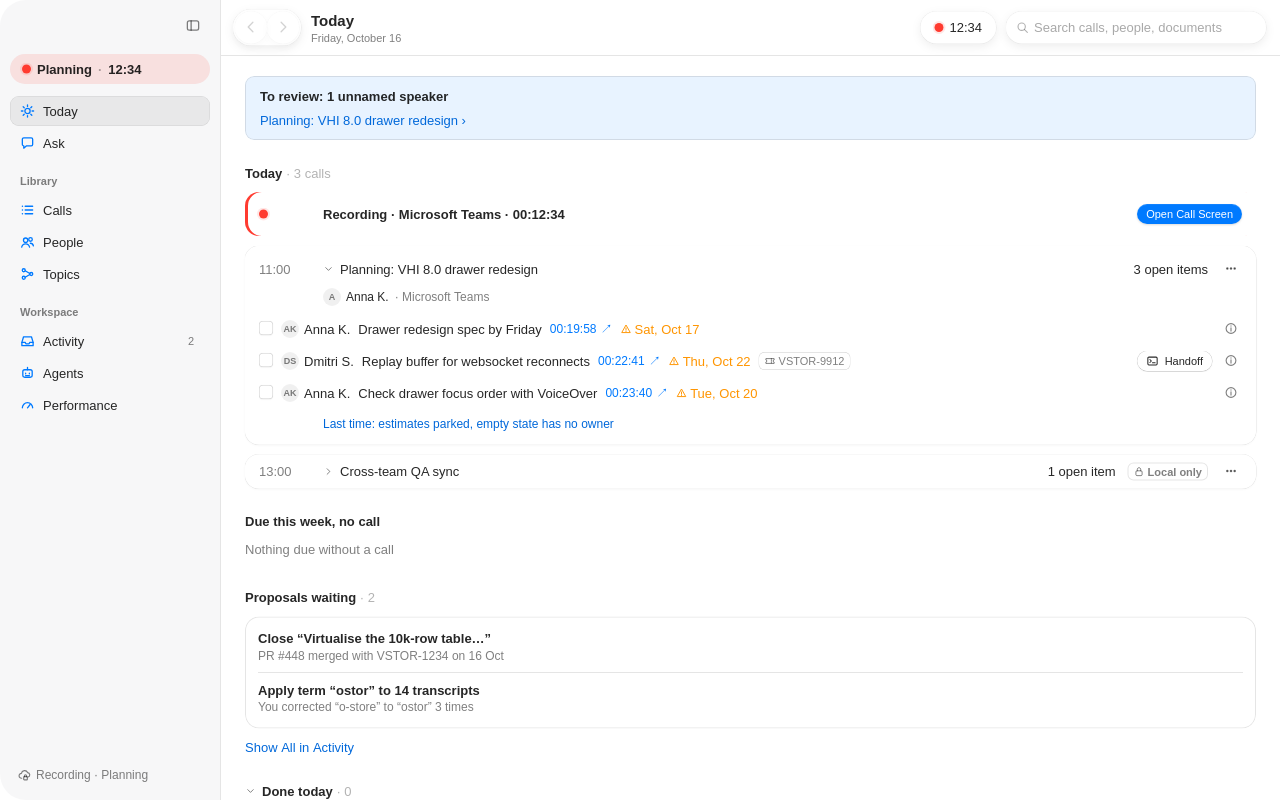 Planning · 12:34
Today
Ask
Library
Calls
People
Topics
Workspace
Activity 2
Agents
Performance
Recording · Planning
Today
Friday, October 16
12:34
Search calls, people, documents
To review: 1 unnamed speaker
Planning: VHI 8.0 drawer redesign ›
Today · 3 calls
Recording · Microsoft Teams · 00:12:34
Open Call Screen
11:00 Planning: VHI 8.0 drawer redesign 3 open items
A Anna K. · Microsoft Teams
AK Anna K. Drawer redesign spec by Friday 00:19:58 Sat, Oct 17
DS Dmitri S. Replay buffer for websocket reconnects 00:22:41 Thu, Oct 22 VSTOR-9912 Handoff
AK Anna K. Check drawer focus order with VoiceOver 00:23:40 Tue, Oct 20
Last time: estimates parked, empty state has no owner
13:00 Cross-team QA sync 1 open item Local only
Due this week, no call
Nothing due without a call
Proposals waiting · 2
Close “Virtualise the 10k-row table…”
PR #448 merged with VSTOR-1234 on 16 Oct
Apply term “ostor” to 14 transcripts
You corrected “o-store” to “ostor” 3 times
Show All in Activity
Done today · 0